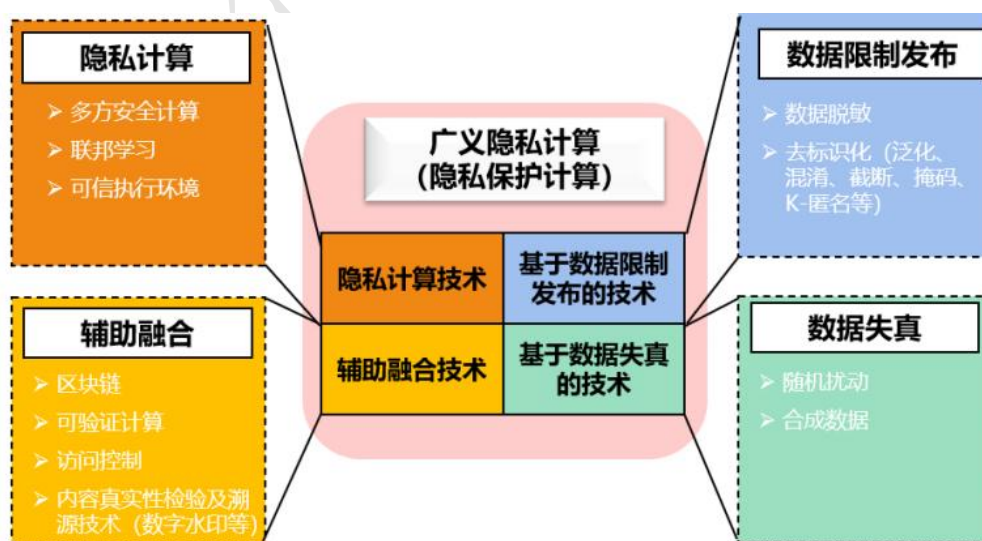 隐私计算
➢ 多方安全计算
➢ 联邦学习
➢ 可信执行环境
数据限制发布
➢ 数据脱敏
➢ 去标识化（泛化、
混淆、截断、掩码、
K-匿名等）
广义隐私计算
（隐私保护计算）
隐私计算技术
基于数据限制
发布的技术
辅助融合技术
基于数据失真
的技术
辅助融合
➢ 区块链
➢ 可验证计算
➢ 访问控制
➢ 内容真实性检验及溯
源技术（数字水印等）
数据失真
➢ 随机扰动
➢ 合成数据